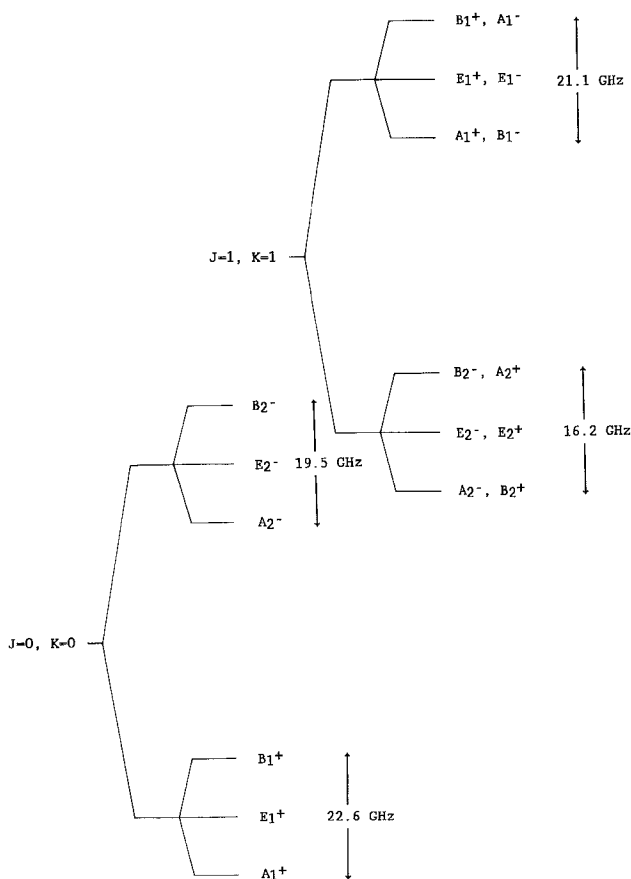 B1+, A1-
E1+, E1-
21.1 GHz
A1+, B1-
J=1, K=1
B2-, A2+
E2-, E2+
16.2 GHz
A2-, B2+
B2-
E2-
19.5 GHz
A2-
J=0, K=0
B1+
E1+
22.6 GHz
A1+